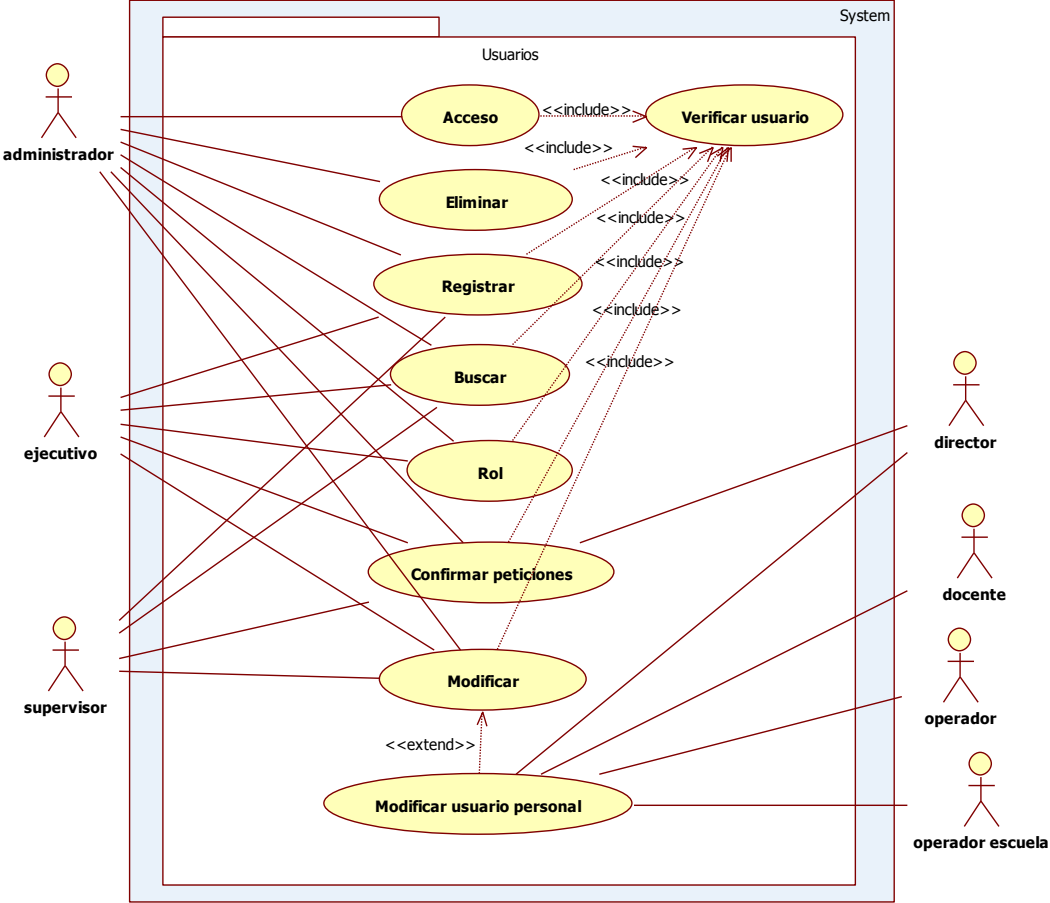 System
Usuarios
Acceso
<<include>>
Verificar usuario
<<include>>
administrador
<<include>>
Eliminar
<<include>>
<<include>>
Registrar
<<include>>
<<include>>
Buscar
director
ejecutivo
Rol
Confirmar peticiones
docente
Modificar
supervisor
operador
<<extend>>
Modificar usuario personal
operador escuela